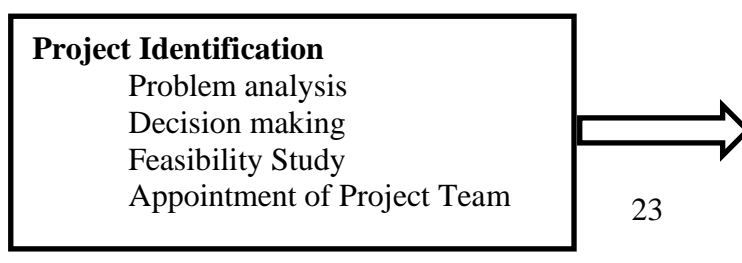 Project Identification
Problem analysis
Decision making
Feasibility Study
Appointment of Project Team
23